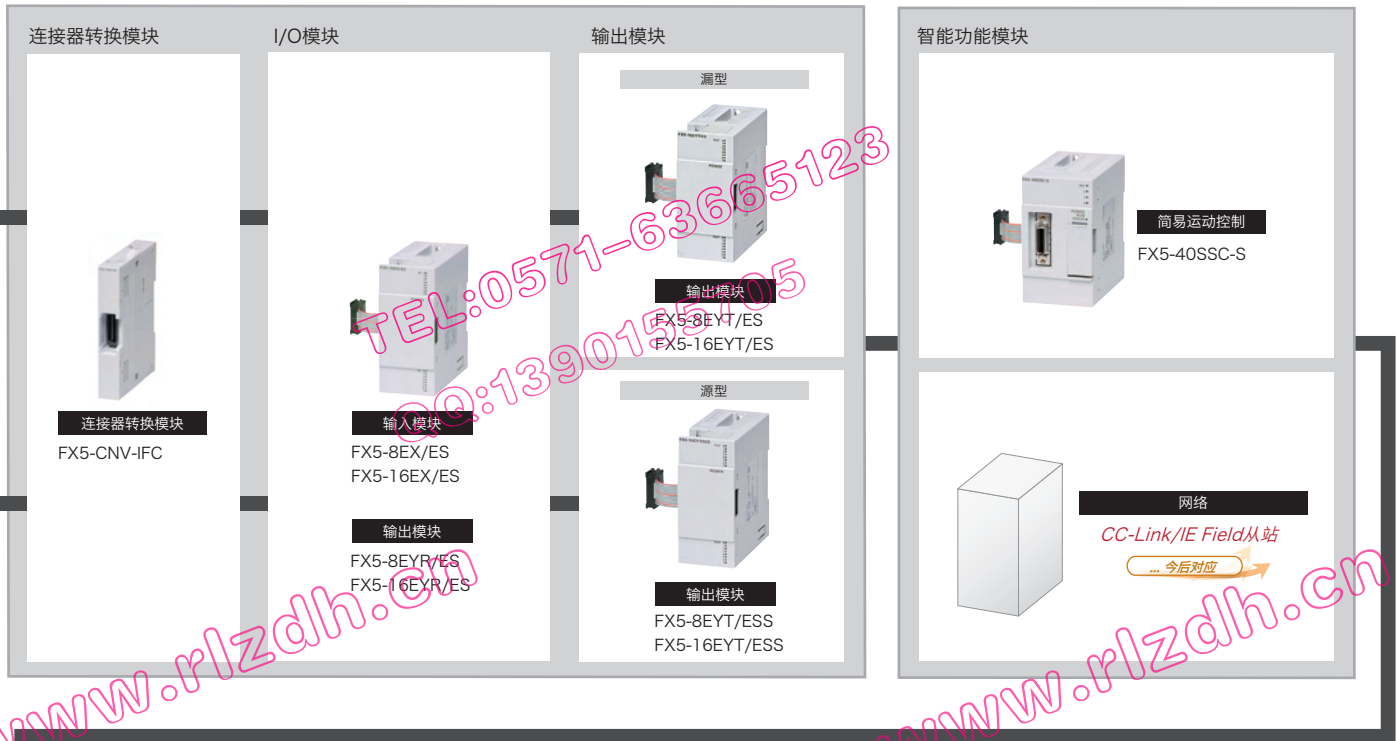 连接器转换模块
连接器转换模块
FX5-CNV-IFC
I/O模块
输入模块
FX5-8EX/ES
FX5-16EX/ES
输出模块
FX5-8EYR/ES
FX5-16EYR/ES
输出模块
漏型
输出模块
FX5-8EYT/ES
FX5-16EYT/ES
源型
输出模块
FX5-8EYT/ESS
FX5-16EYT/ESS
智能功能模块
简易运动控制
FX5-40SSC-S
网络
CC-Link/IE Field从站
... 今后对应
TEL:0571-63665123
QQ:1390155705
www.rlzdh.cn
www.rlzdh.cn